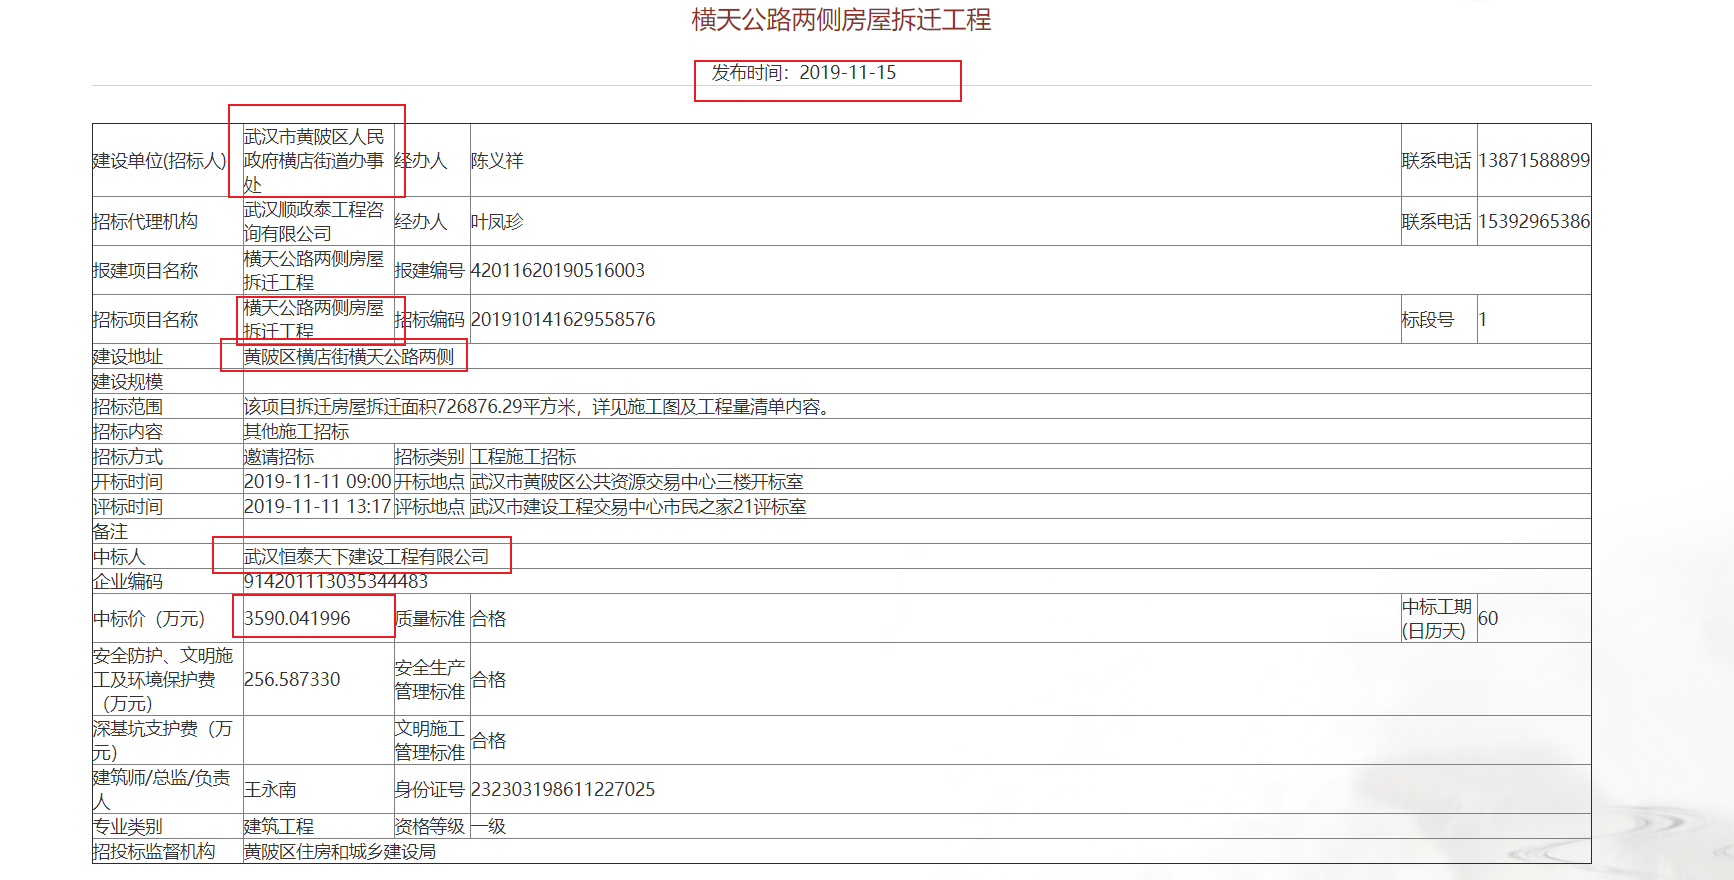 横天公路两侧房屋拆迁工程
发布时间：2019-11-15
建设单位(招标人) 武汉市黄陂区人民政府横店街道办事处 经办人 陈义祥 联系电话 13871588899
招标代理机构 武汉顺政泰工程咨询有限公司 经办人 叶凤珍 联系电话 15392965386
报建项目名称 横天公路两侧房屋拆迁工程 报建编号 42011620190516003
招标项目名称 横天公路两侧房屋拆迁工程 招标编码 201910141629558576 标段号 1
建设地址 黄陂区横店街横天公路两侧
建设规模
招标范围 该项目拆迁房屋拆迁面积726876.29平方米，详见施工图及工程量清单内容。
招标内容 其他施工招标
招标方式 邀请招标 招标类别 工程施工招标
开标时间 2019-11-11 09:00 开标地点 武汉市黄陂区公共资源交易中心三楼开标室
评标时间 2019-11-11 13:17 评标地点 武汉市建设工程交易中心市民之家21评标室
备注
中标人 武汉恒泰天下建设工程有限公司
企业编码 914201113035344483
中标价（万元） 3590.041996 质量标准 合格 中标工期(日历天) 60
安全防护、文明施工及环境保护费（万元） 256.587330 安全生产管理标准 合格
深基坑支护费（万元） 文明施工管理标准 合格
建筑师/总监/负责人 王永南 身份证号 232303198611227025
专业类别 建筑工程 资格等级 一级
招投标监督机构 黄陂区住房和城乡建设局